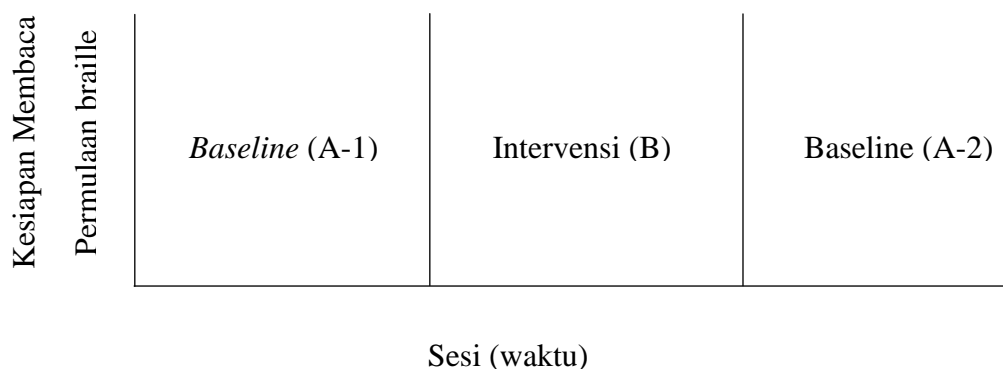 Kesiapan Membaca
Permulaan braille
Baseline (A-1)
Intervensi (B)
Baseline (A-2)
Sesi (waktu)